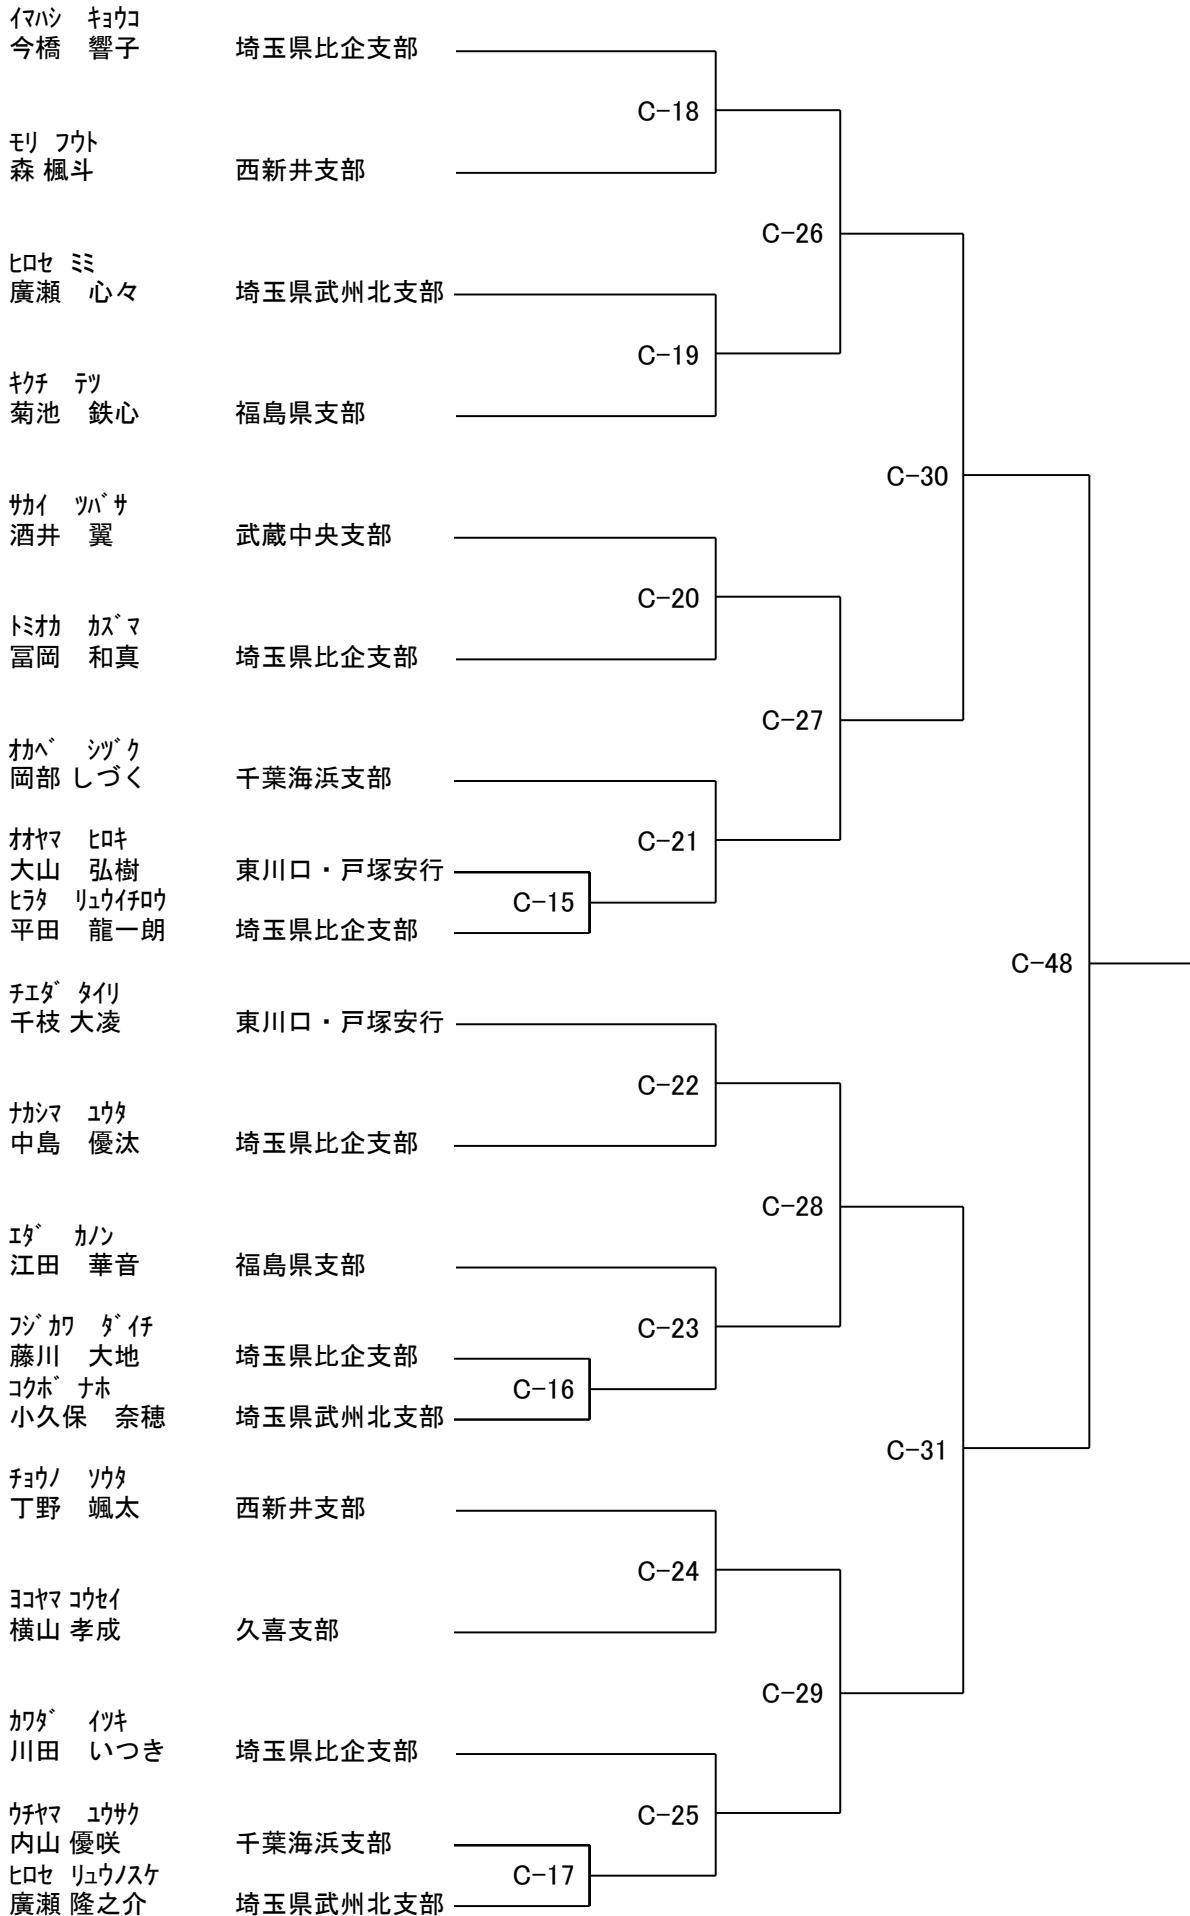 ｲﾏﾊｼ　ｷｮｳｺ
今橋　響子　埼玉県比企支部
C-18
ﾓﾘ ﾌｳﾄ
森 楓斗　西新井支部
C-26
ﾋﾛｾ ﾐﾐ
廣瀬　心々　埼玉県武州北支部
C-19
ｷｸﾁ　ﾃﾂ
菊池　鉄心　福島県支部
C-30
ｻｶｲ　ﾂﾊﾞｻ
酒井　翼　武蔵中央支部
C-20
ﾄﾐｵｶ　ｶｽﾞﾏ
冨岡　和真　埼玉県比企支部
C-27
ｵｶﾍﾞ　ｼﾂﾞｸ
岡部 しづく　千葉海浜支部
C-21
ｵｵﾔﾏ　ﾋﾛｷ
大山　弘樹　東川口・戸塚安行
ﾋﾗﾀ　ﾘｭｳｲﾁﾛｳ
C-15
平田　龍一朗　埼玉県比企支部
C-48
ﾁｴﾀﾞ ﾀｲﾘ
千枝 大凌　東川口・戸塚安行
C-22
ﾅｶｼﾏ　ﾕｳﾀ
中島　優汰　埼玉県比企支部
C-28
ｴﾀﾞ　ｶﾉﾝ
江田　華音　福島県支部
C-23
ﾌｼﾞｶﾜ　ﾀﾞｲﾁ
藤川　大地　埼玉県比企支部
ｺｸﾎﾞ ﾅﾎ
C-16
小久保　奈穂　埼玉県武州北支部
C-31
ﾁｮｳﾉ　ｿｳﾀ
丁野　颯太　西新井支部
C-24
ﾖｺﾔﾏ ｺｳｾｲ
横山 孝成　久喜支部
C-29
ｶﾜﾀﾞ　ｲﾂｷ
川田　いつき　埼玉県比企支部
C-25
ｳﾁﾔﾏ　ﾕｳｻｸ
内山 優咲　千葉海浜支部
ﾋﾛｾ ﾘｭｳﾉｽｹ
C-17
廣瀬 隆之介　埼玉県武州北支部